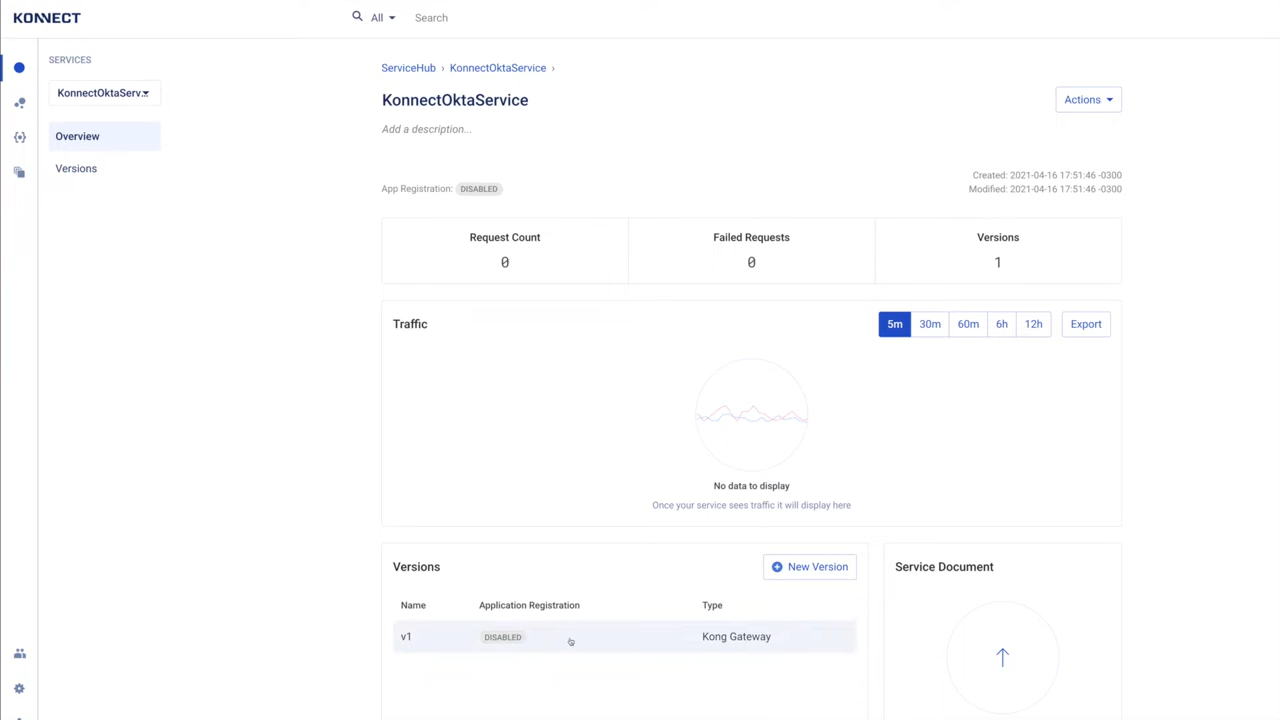 KONNECT
All
Search
SERVICES
KonnectOktaServ...
Overview
Versions
ServiceHub › KonnectOktaService ›
KonnectOktaService
Actions
Add a description...
App Registration: DISABLED
Created: 2021-04-16 17:51:46 -0300
Modified: 2021-04-16 17:51:46 -0300
Request Count
0
Failed Requests
0
Versions
1
Traffic
5m 30m 60m 6h 12h Export
No data to display
Once your service sees traffic it will display here
Versions
New Version
Name Application Registration Type
v1 DISABLED Kong Gateway
Service Document